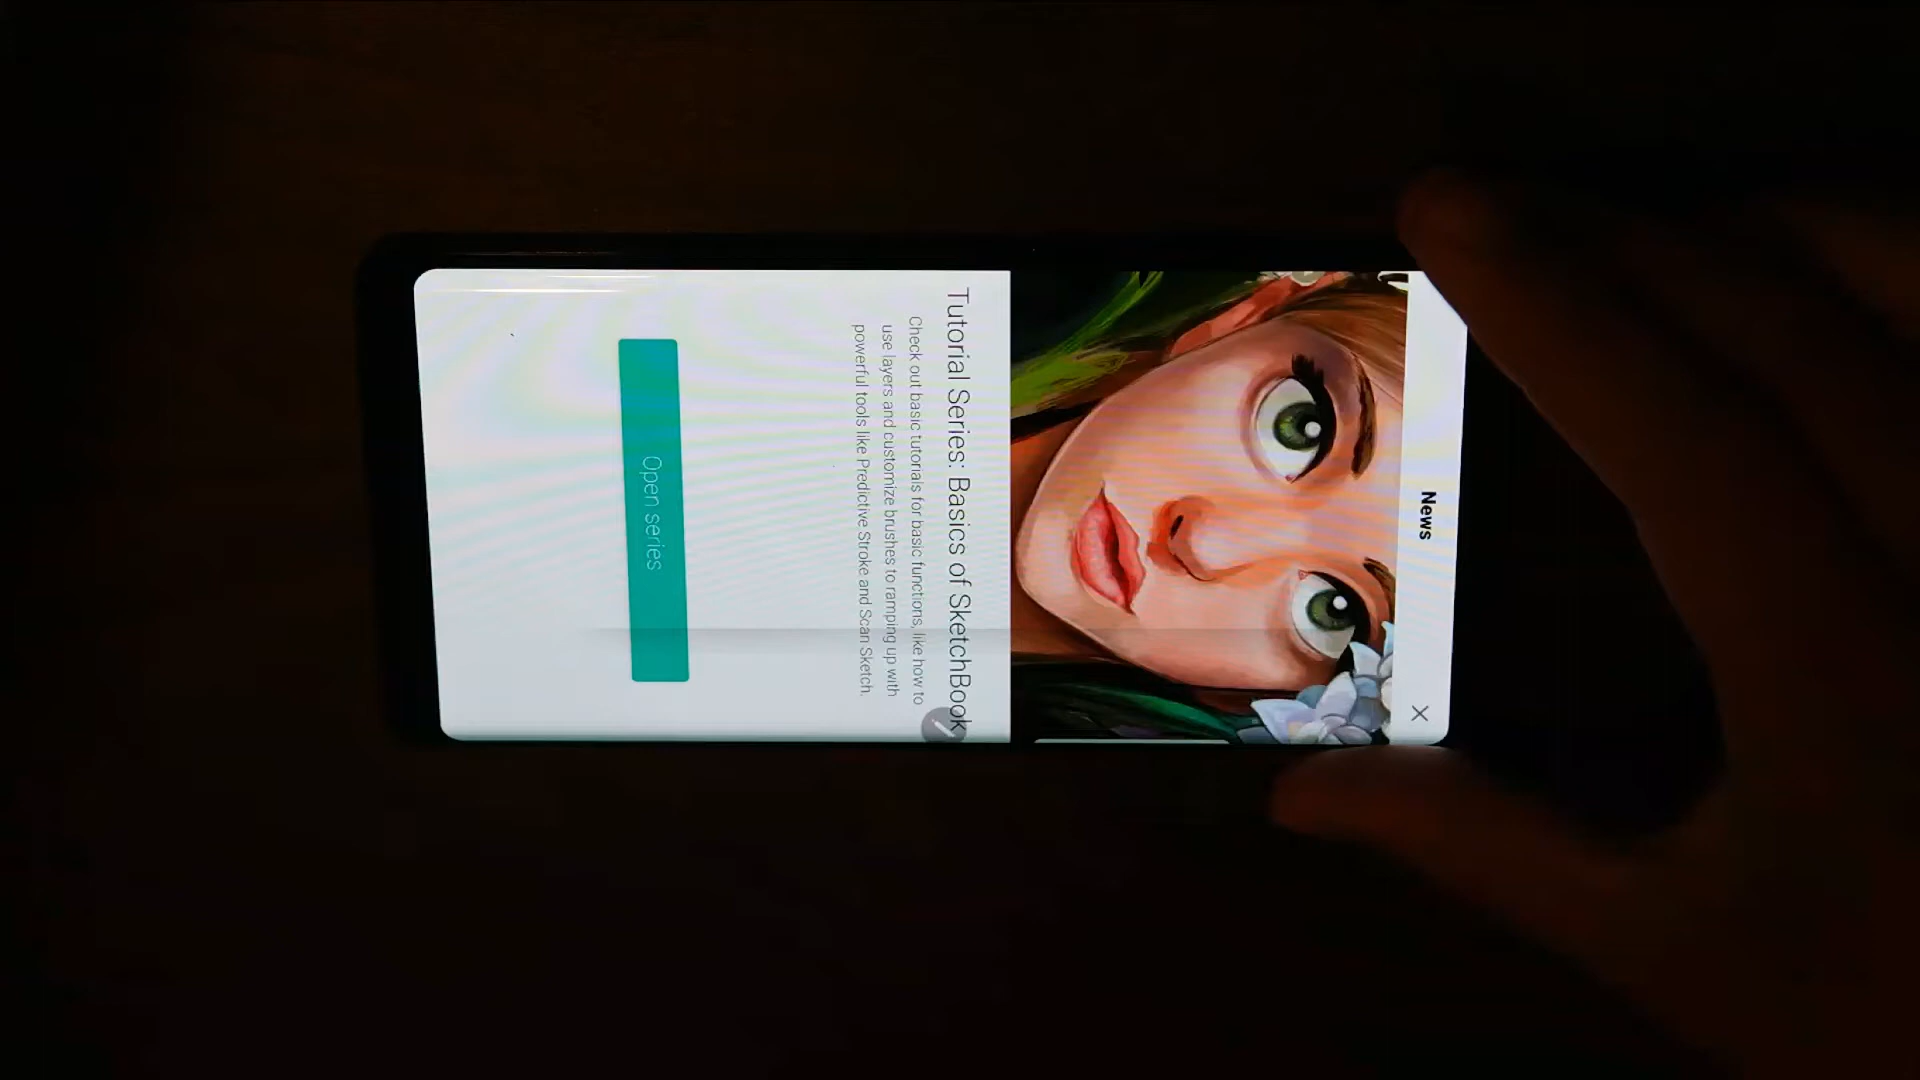 News
Tutorial Series: Basics of SketchBook
Check out basic tutorials for basic functions, like how to
use layers and customize brushes to ramping up with
powerful tools like Predictive Stroke and Scan Sketch.
Open series